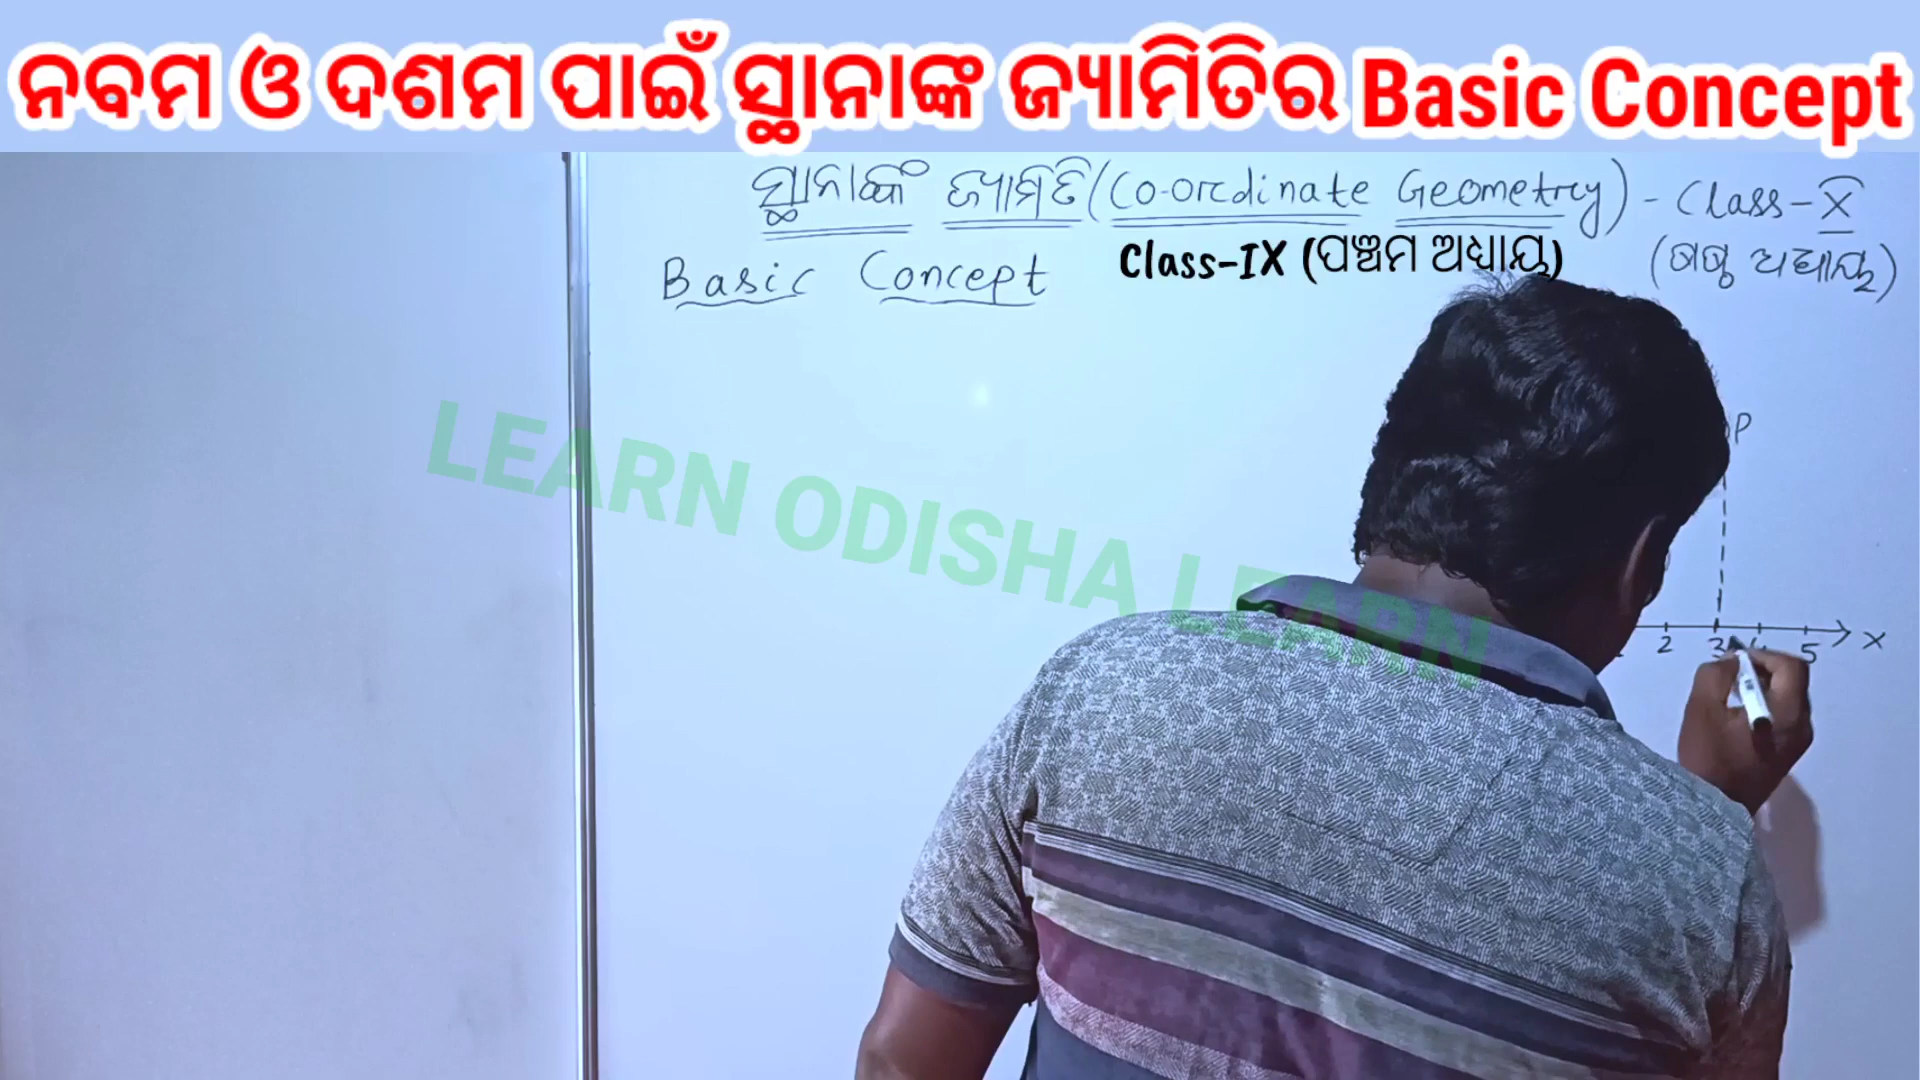 ନବମ ଓ ଦଶମ ପାଇଁ ସ୍ଥାନାଙ୍କ ଜ୍ୟାମିତିର Basic Concept
ସ୍ଥାନାଙ୍କ ଜ୍ୟାମିତି (Co-ordinate Geometry) - Class - X
Basic Concept Class-IX (ପଞ୍ଚମ ଅଧ୍ୟାୟ) (ଷଷ୍ଠ ଅଧ୍ୟାୟ)
P
LEARN ODISHA LEARN
2 3 4 5 X